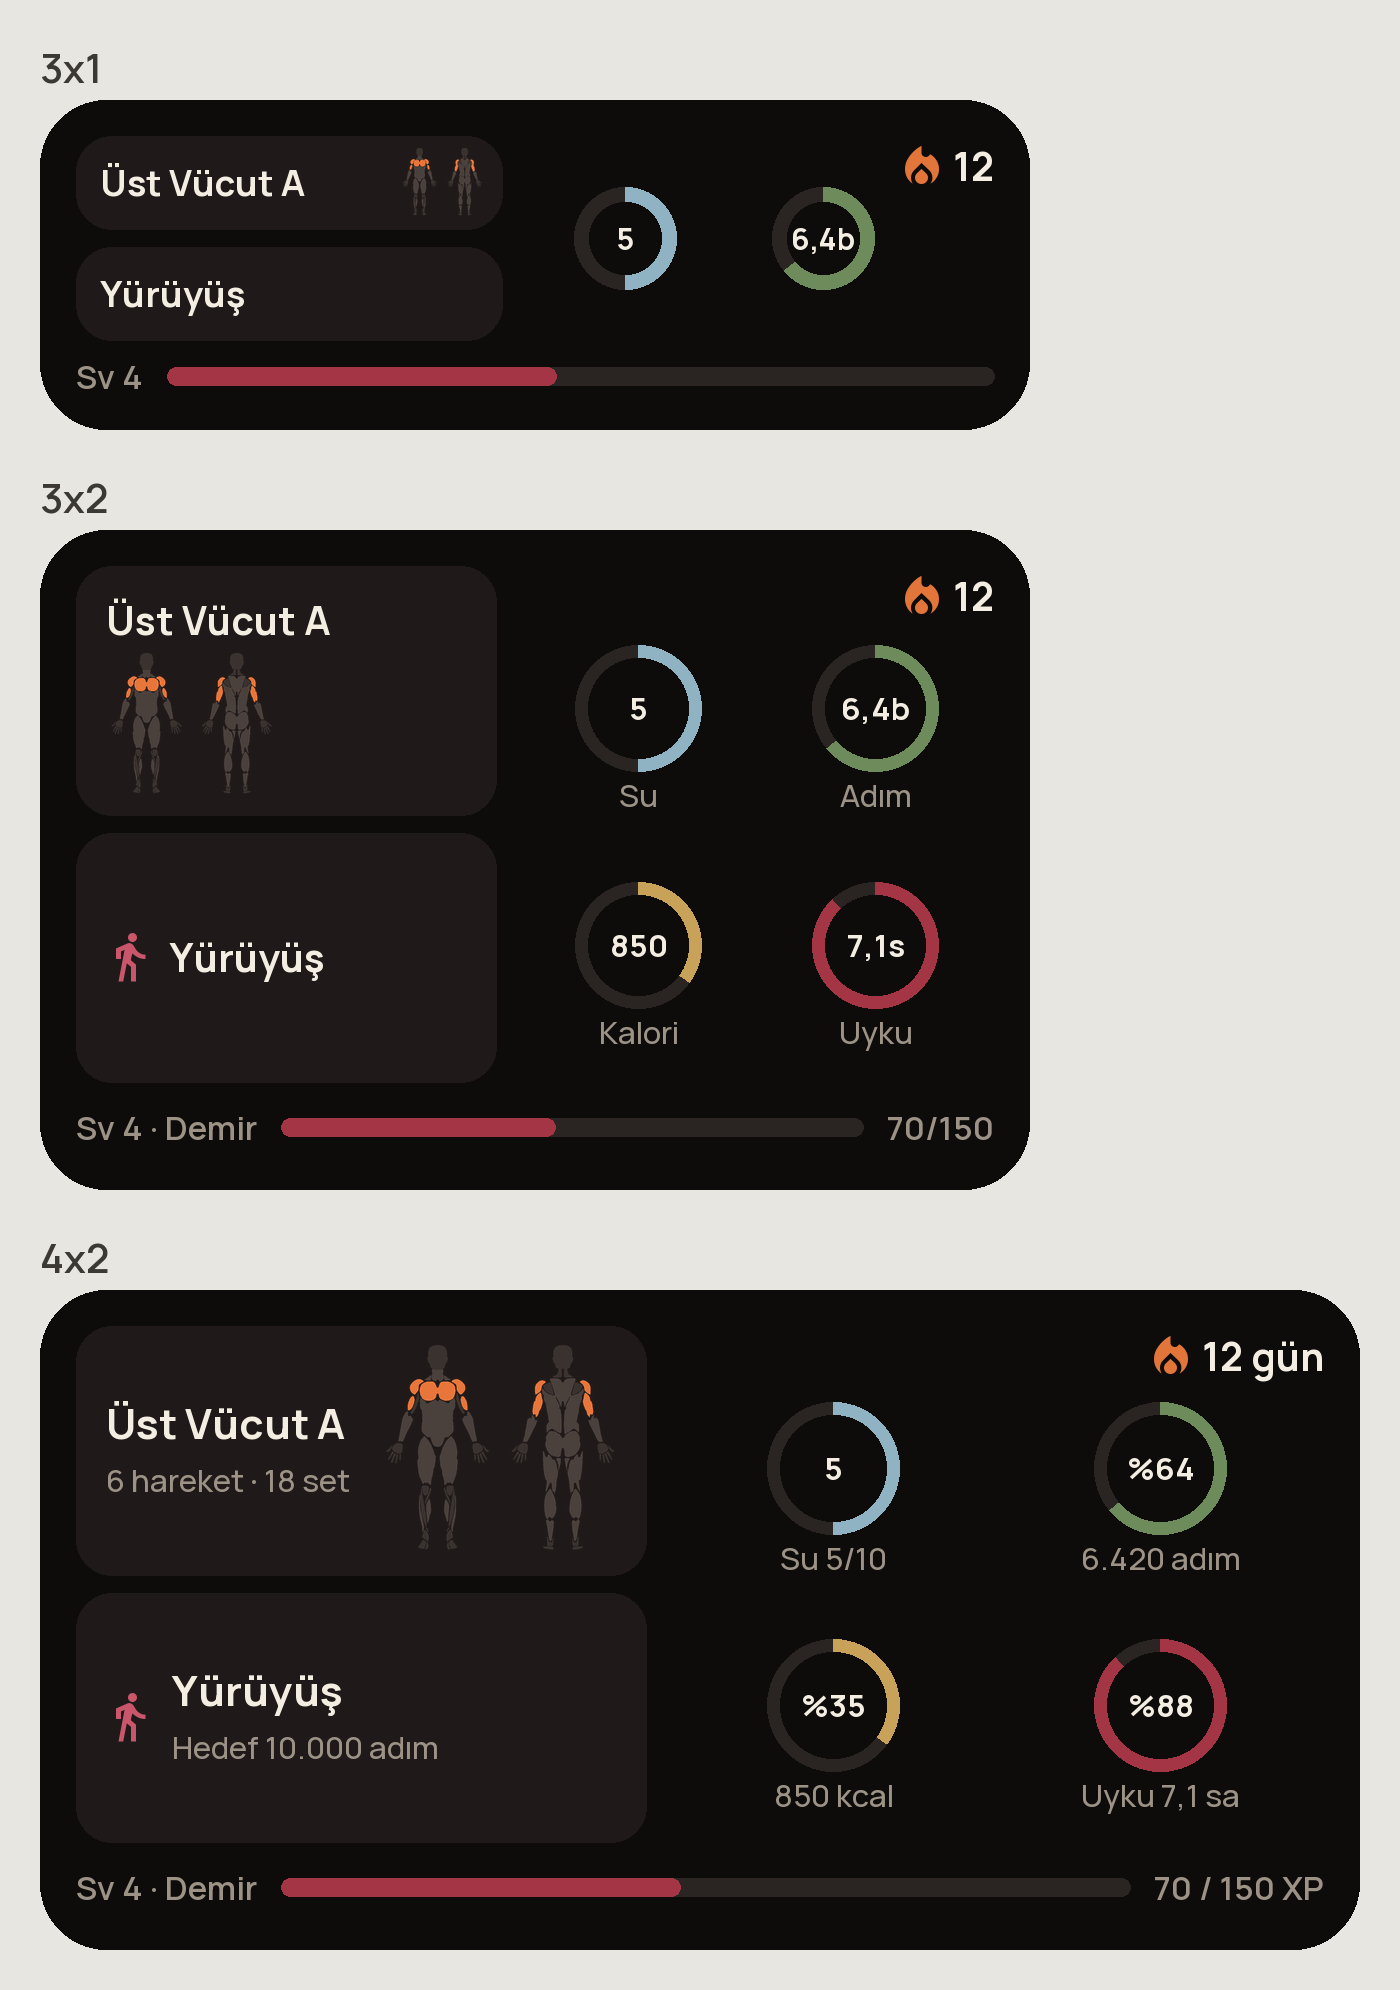 3x1
Üst Vücut A
5
6,4b
12
Yürüyüş
Sv 4
3x2
Üst Vücut A
12
5
6,4b
Su
Adım
Yürüyüş
850
7,1s
Kalori
Uyku
Sv 4 · Demir
70/150
4x2
Üst Vücut A
6 hareket · 18 set
12 gün
5
%64
Su 5/10
6.420 adım
Yürüyüş
Hedef 10.000 adım
%35
%88
850 kcal
Uyku 7,1 sa
Sv 4 · Demir
70 / 150 XP